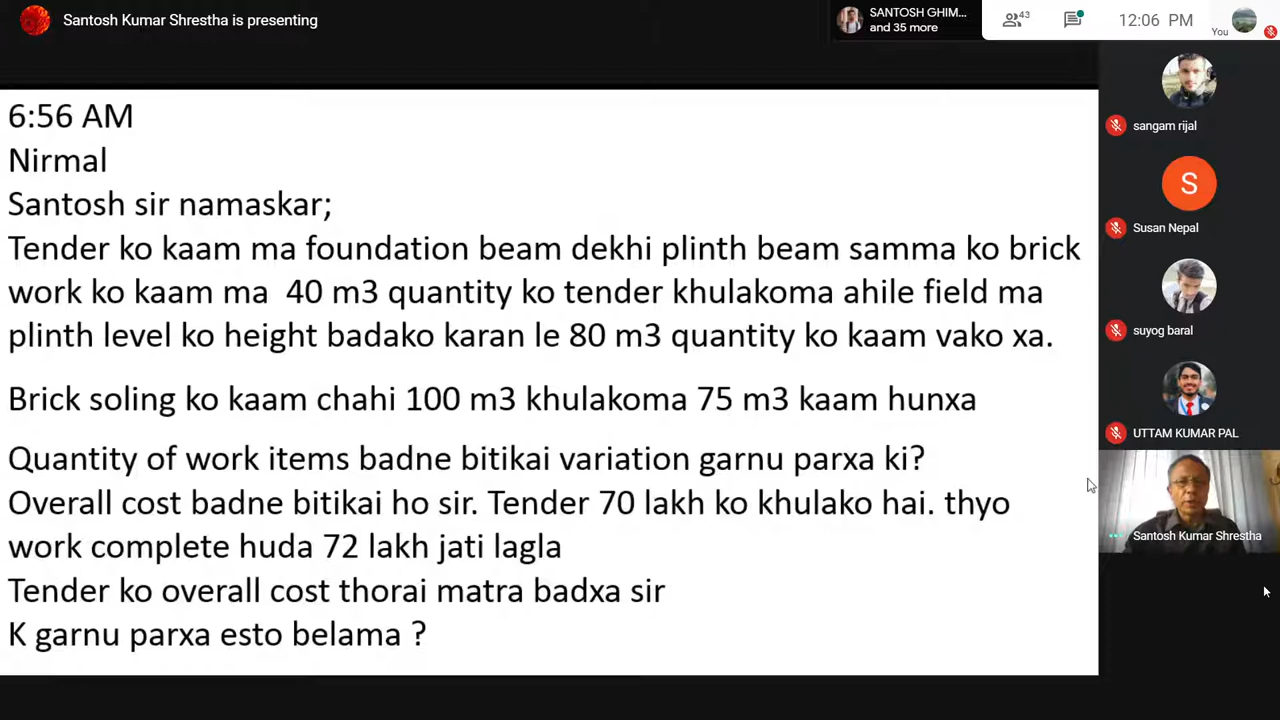 Santosh Kumar Shrestha is presenting
SANTOSH GHIM...
and 35 more
43
12:06 PM
You
6:56 AM
Nirmal
Santosh sir namaskar;
Tender ko kaam ma foundation beam dekhi plinth beam samma ko brick
work ko kaam ma 40 m3 quantity ko tender khulakoma ahile field ma
plinth level ko height badako karan le 80 m3 quantity ko kaam vako xa.
Brick soling ko kaam chahi 100 m3 khulakoma 75 m3 kaam hunxa
Quantity of work items badne bitikai variation garnu parxa ki?
Overall cost badne bitikai ho sir. Tender 70 lakh ko khulako hai. thyo
work complete huda 72 lakh jati lagla
Tender ko overall cost thorai matra badxa sir
K garnu parxa esto belama ?
sangam rijal
S
Susan Nepal
suyog baral
UTTAM KUMAR PAL
Santosh Kumar Shrestha